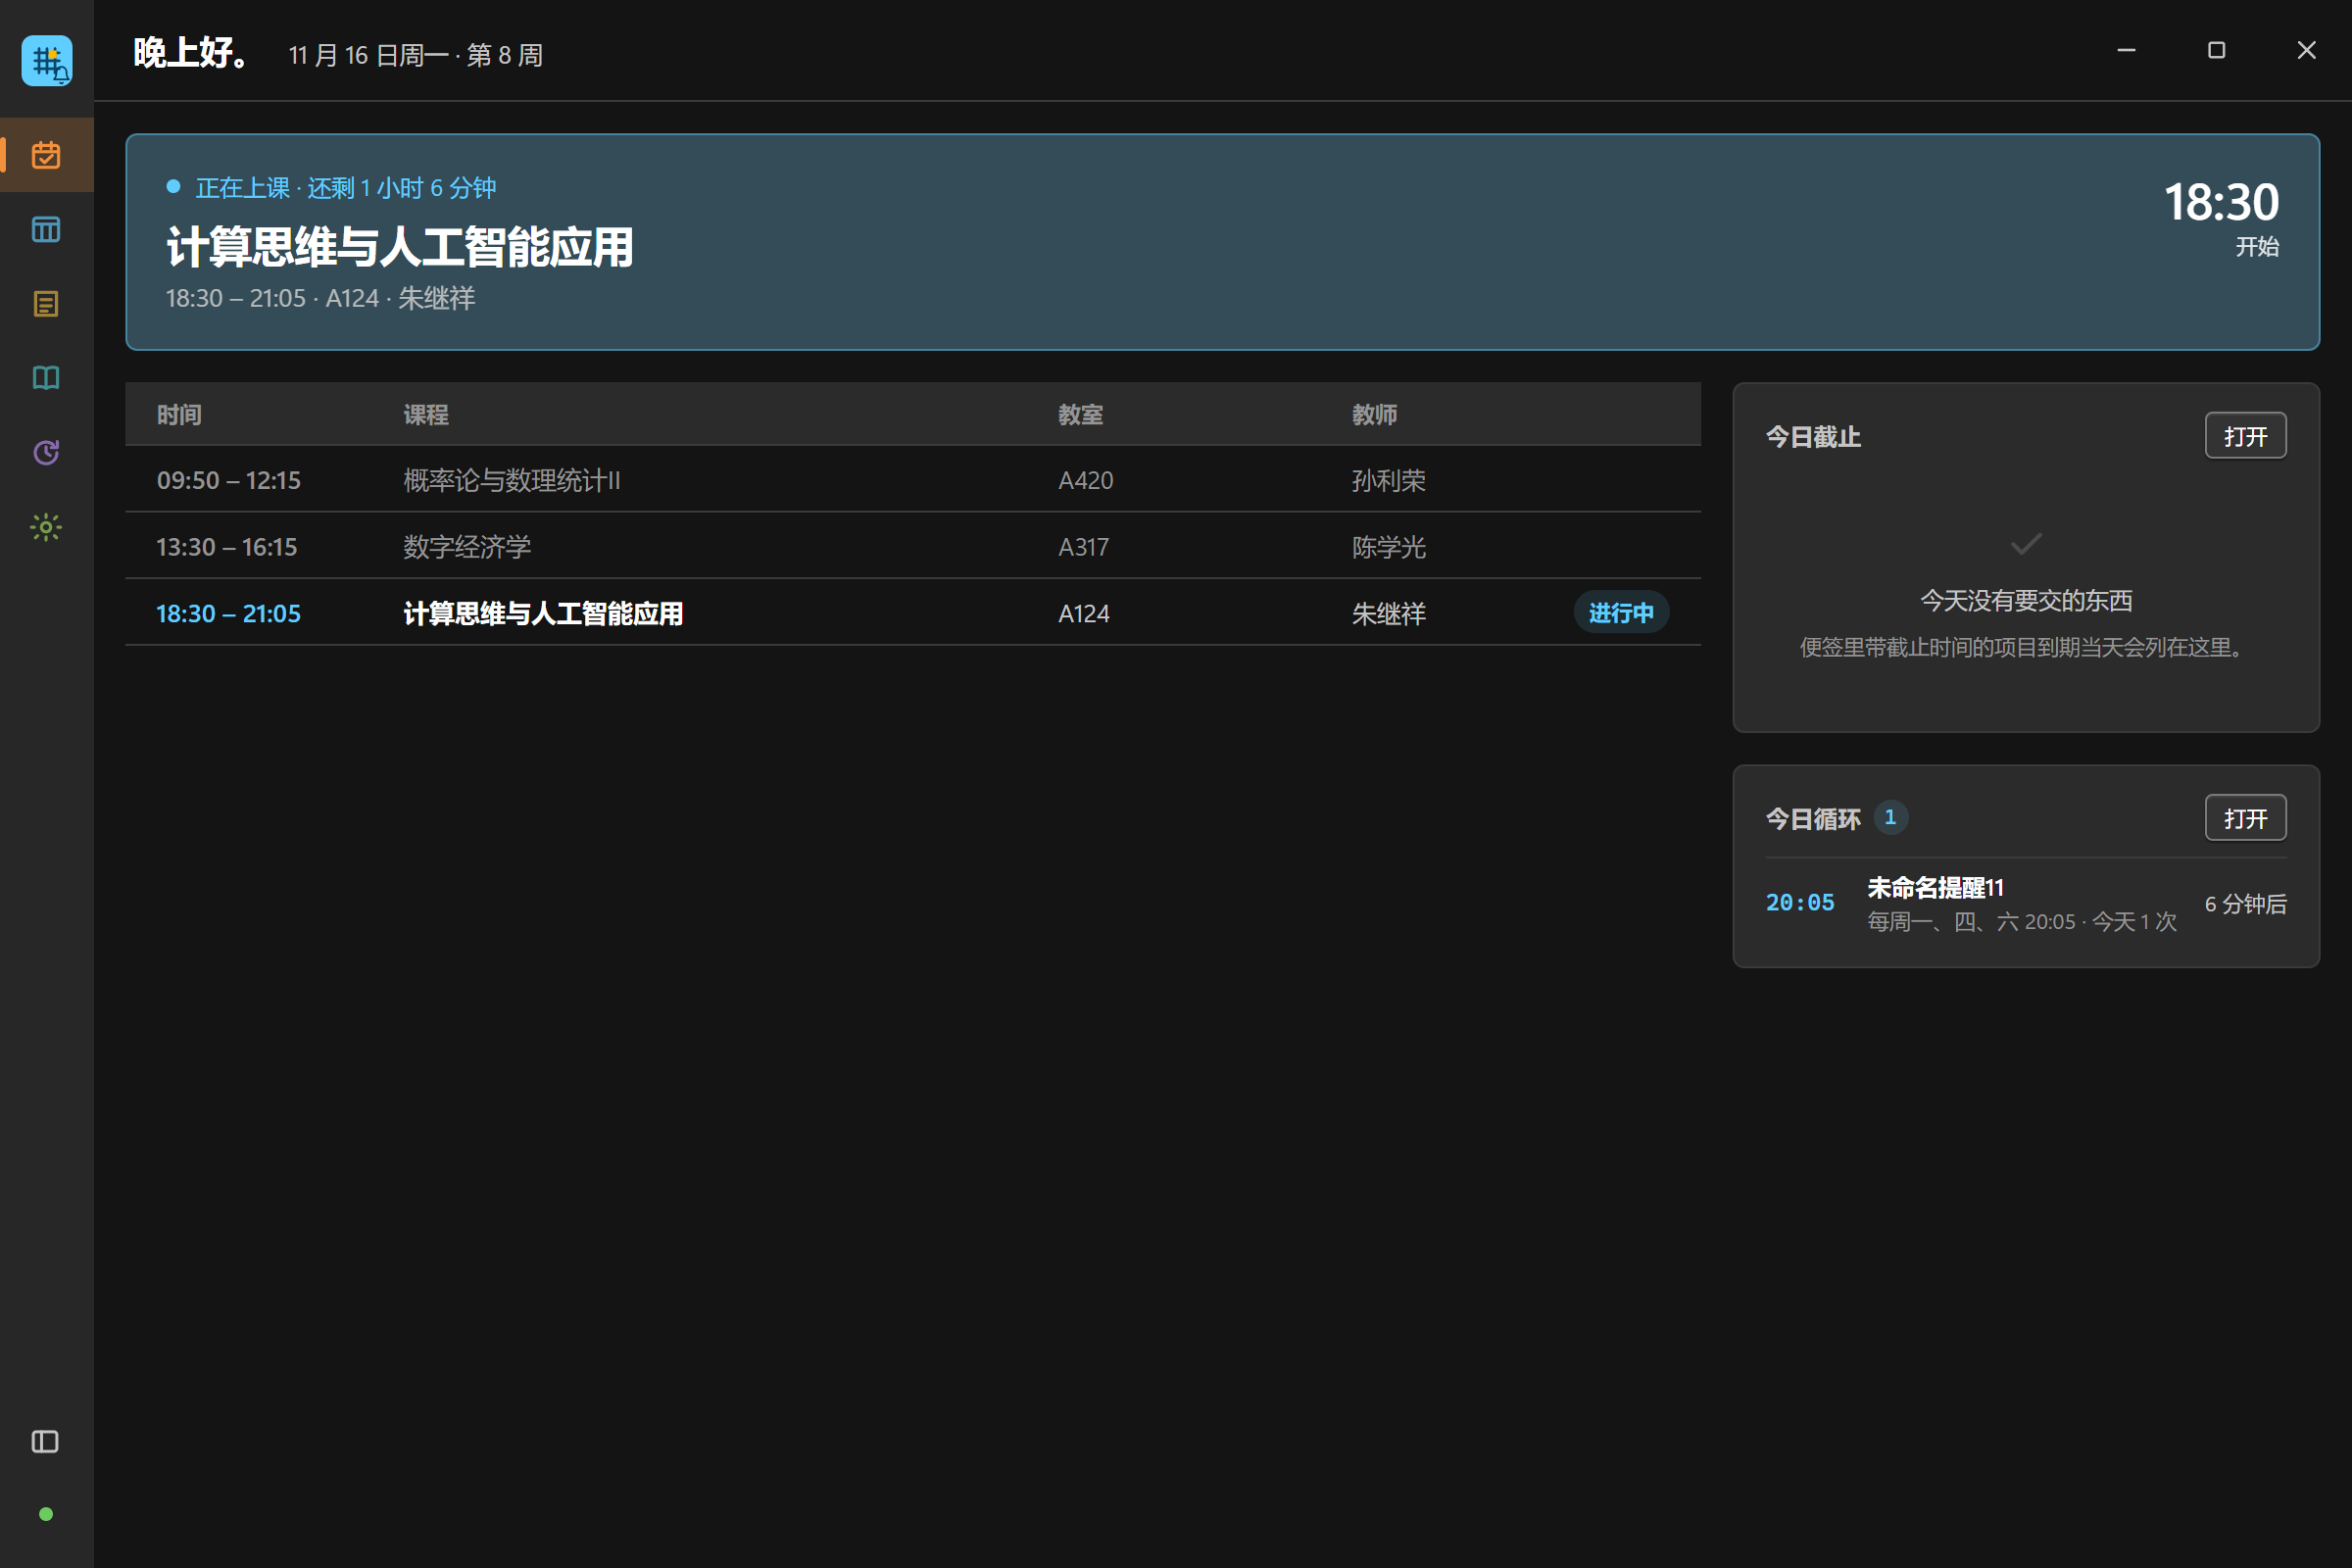 晚上好。 11 月 16 日周一 · 第 8 周
正在上课 · 还剩 1 小时 6 分钟
计算思维与人工智能应用
18:30 – 21:05 · A124 · 朱继祥
18:30
开始
时间 课程 教室 教师
09:50 – 12:15 概率论与数理统计II A420 孙利荣
13:30 – 16:15 数字经济学 A317 陈学光
18:30 – 21:05 计算思维与人工智能应用 A124 朱继祥 进行中
今日截止 打开
今天没有要交的东西
便签里带截止时间的项目到期当天会列在这里。
今日循环 1 打开
20:05 未命名提醒11 6 分钟后
每周一、四、六 20:05 · 今天 1 次